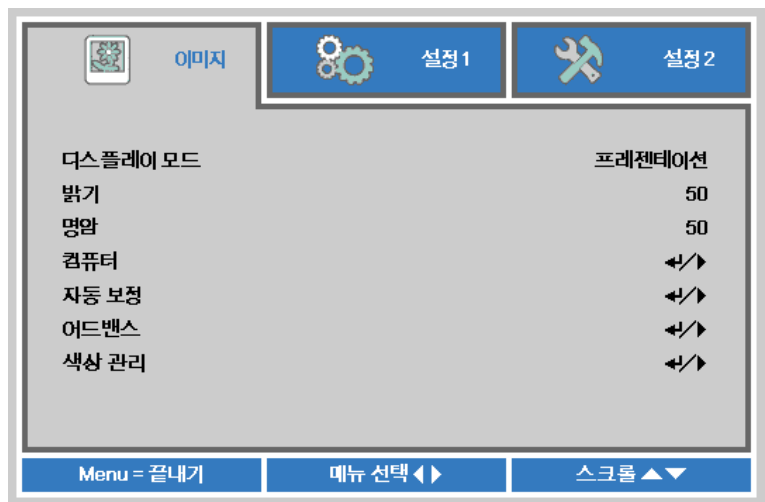 이미지 설정 1 설정 2
디스플레이 모드 프레젠테이션
밝기 50
명암 50
컴퓨터 ↵/▶
자동 보정 ↵/▶
어드밴스 ↵/▶
색상 관리 ↵/▶
Menu = 끝내기 메뉴 선택 ◀▶ 스크롤 ▲▼